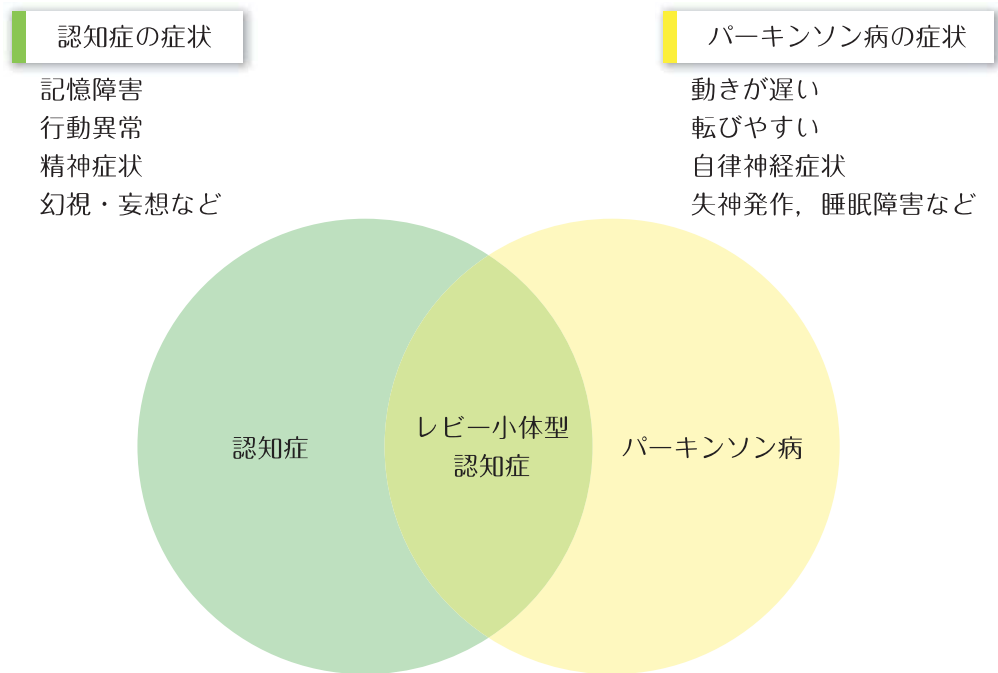 認知症の症状
記憶障害
行動異常
精神症状
幻視・妄想など
パーキンソン病の症状
動きが遅い
転びやすい
自律神経症状
失神発作，睡眠障害など
認知症
レビー小体型
認知症
パーキンソン病